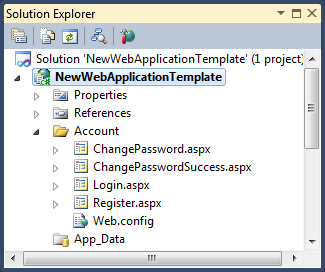 Solution Explorer
Solution 'NewWebApplicationTemplate' (1 project)
NewWebApplicationTemplate
Properties
References
Account
ChangePassword.aspx
ChangePasswordSuccess.aspx
Login.aspx
Register.aspx
Web.config
App_Data